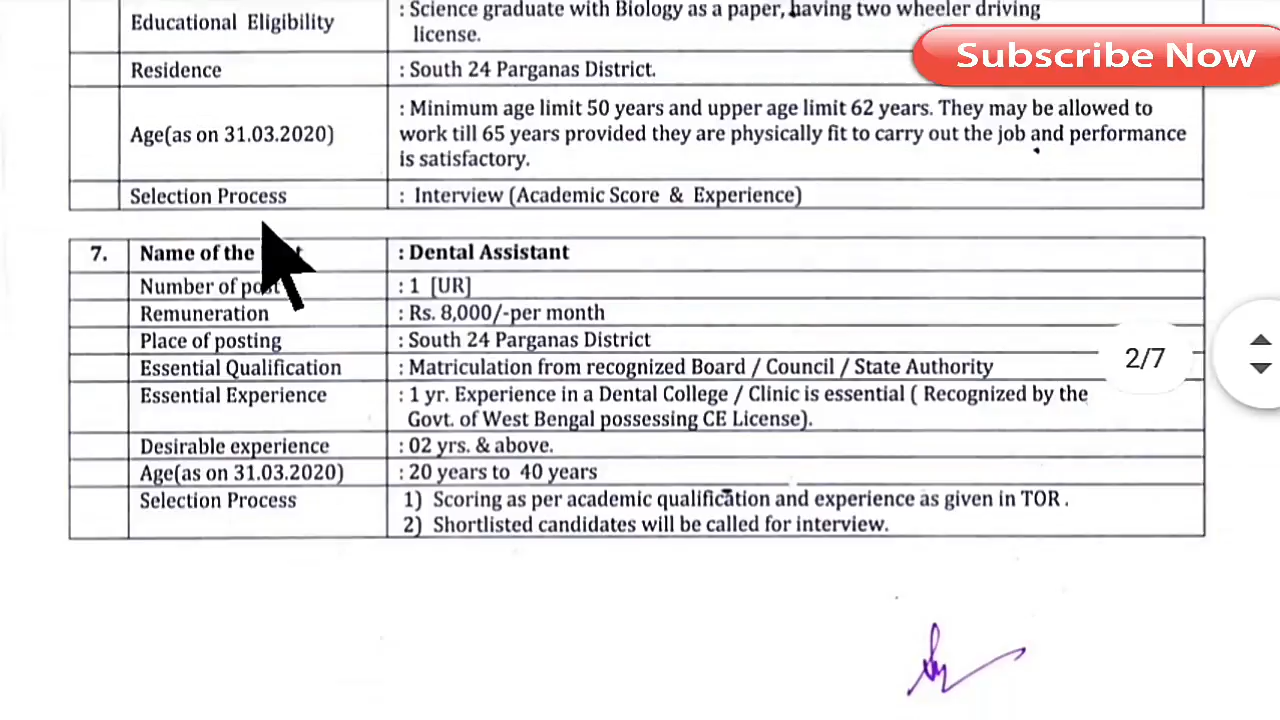 Educational Eligibility : Science graduate with Biology as a paper, having two wheeler driving
license.
Subscribe Now
Residence : South 24 Parganas District.
: Minimum age limit 50 years and upper age limit 62 years. They may be allowed to
Age(as on 31.03.2020) work till 65 years provided they are physically fit to carry out the job and performance
is satisfactory.
Selection Process : Interview (Academic Score & Experience)
7. Name of the : Dental Assistant
Number of post : 1 [UR]
Remuneration : Rs. 8,000/-per month
Place of posting : South 24 Parganas District
2/7
Essential Qualification : Matriculation from recognized Board / Council / State Authority
Essential Experience : 1 yr. Experience in a Dental College / Clinic is essential ( Recognized by the
Govt. of West Bengal possessing CE License).
Desirable experience : 02 yrs. & above.
Age(as on 31.03.2020) : 20 years to 40 years
Selection Process 1) Scoring as per academic qualification and experience as given in TOR .
2) Shortlisted candidates will be called for interview.